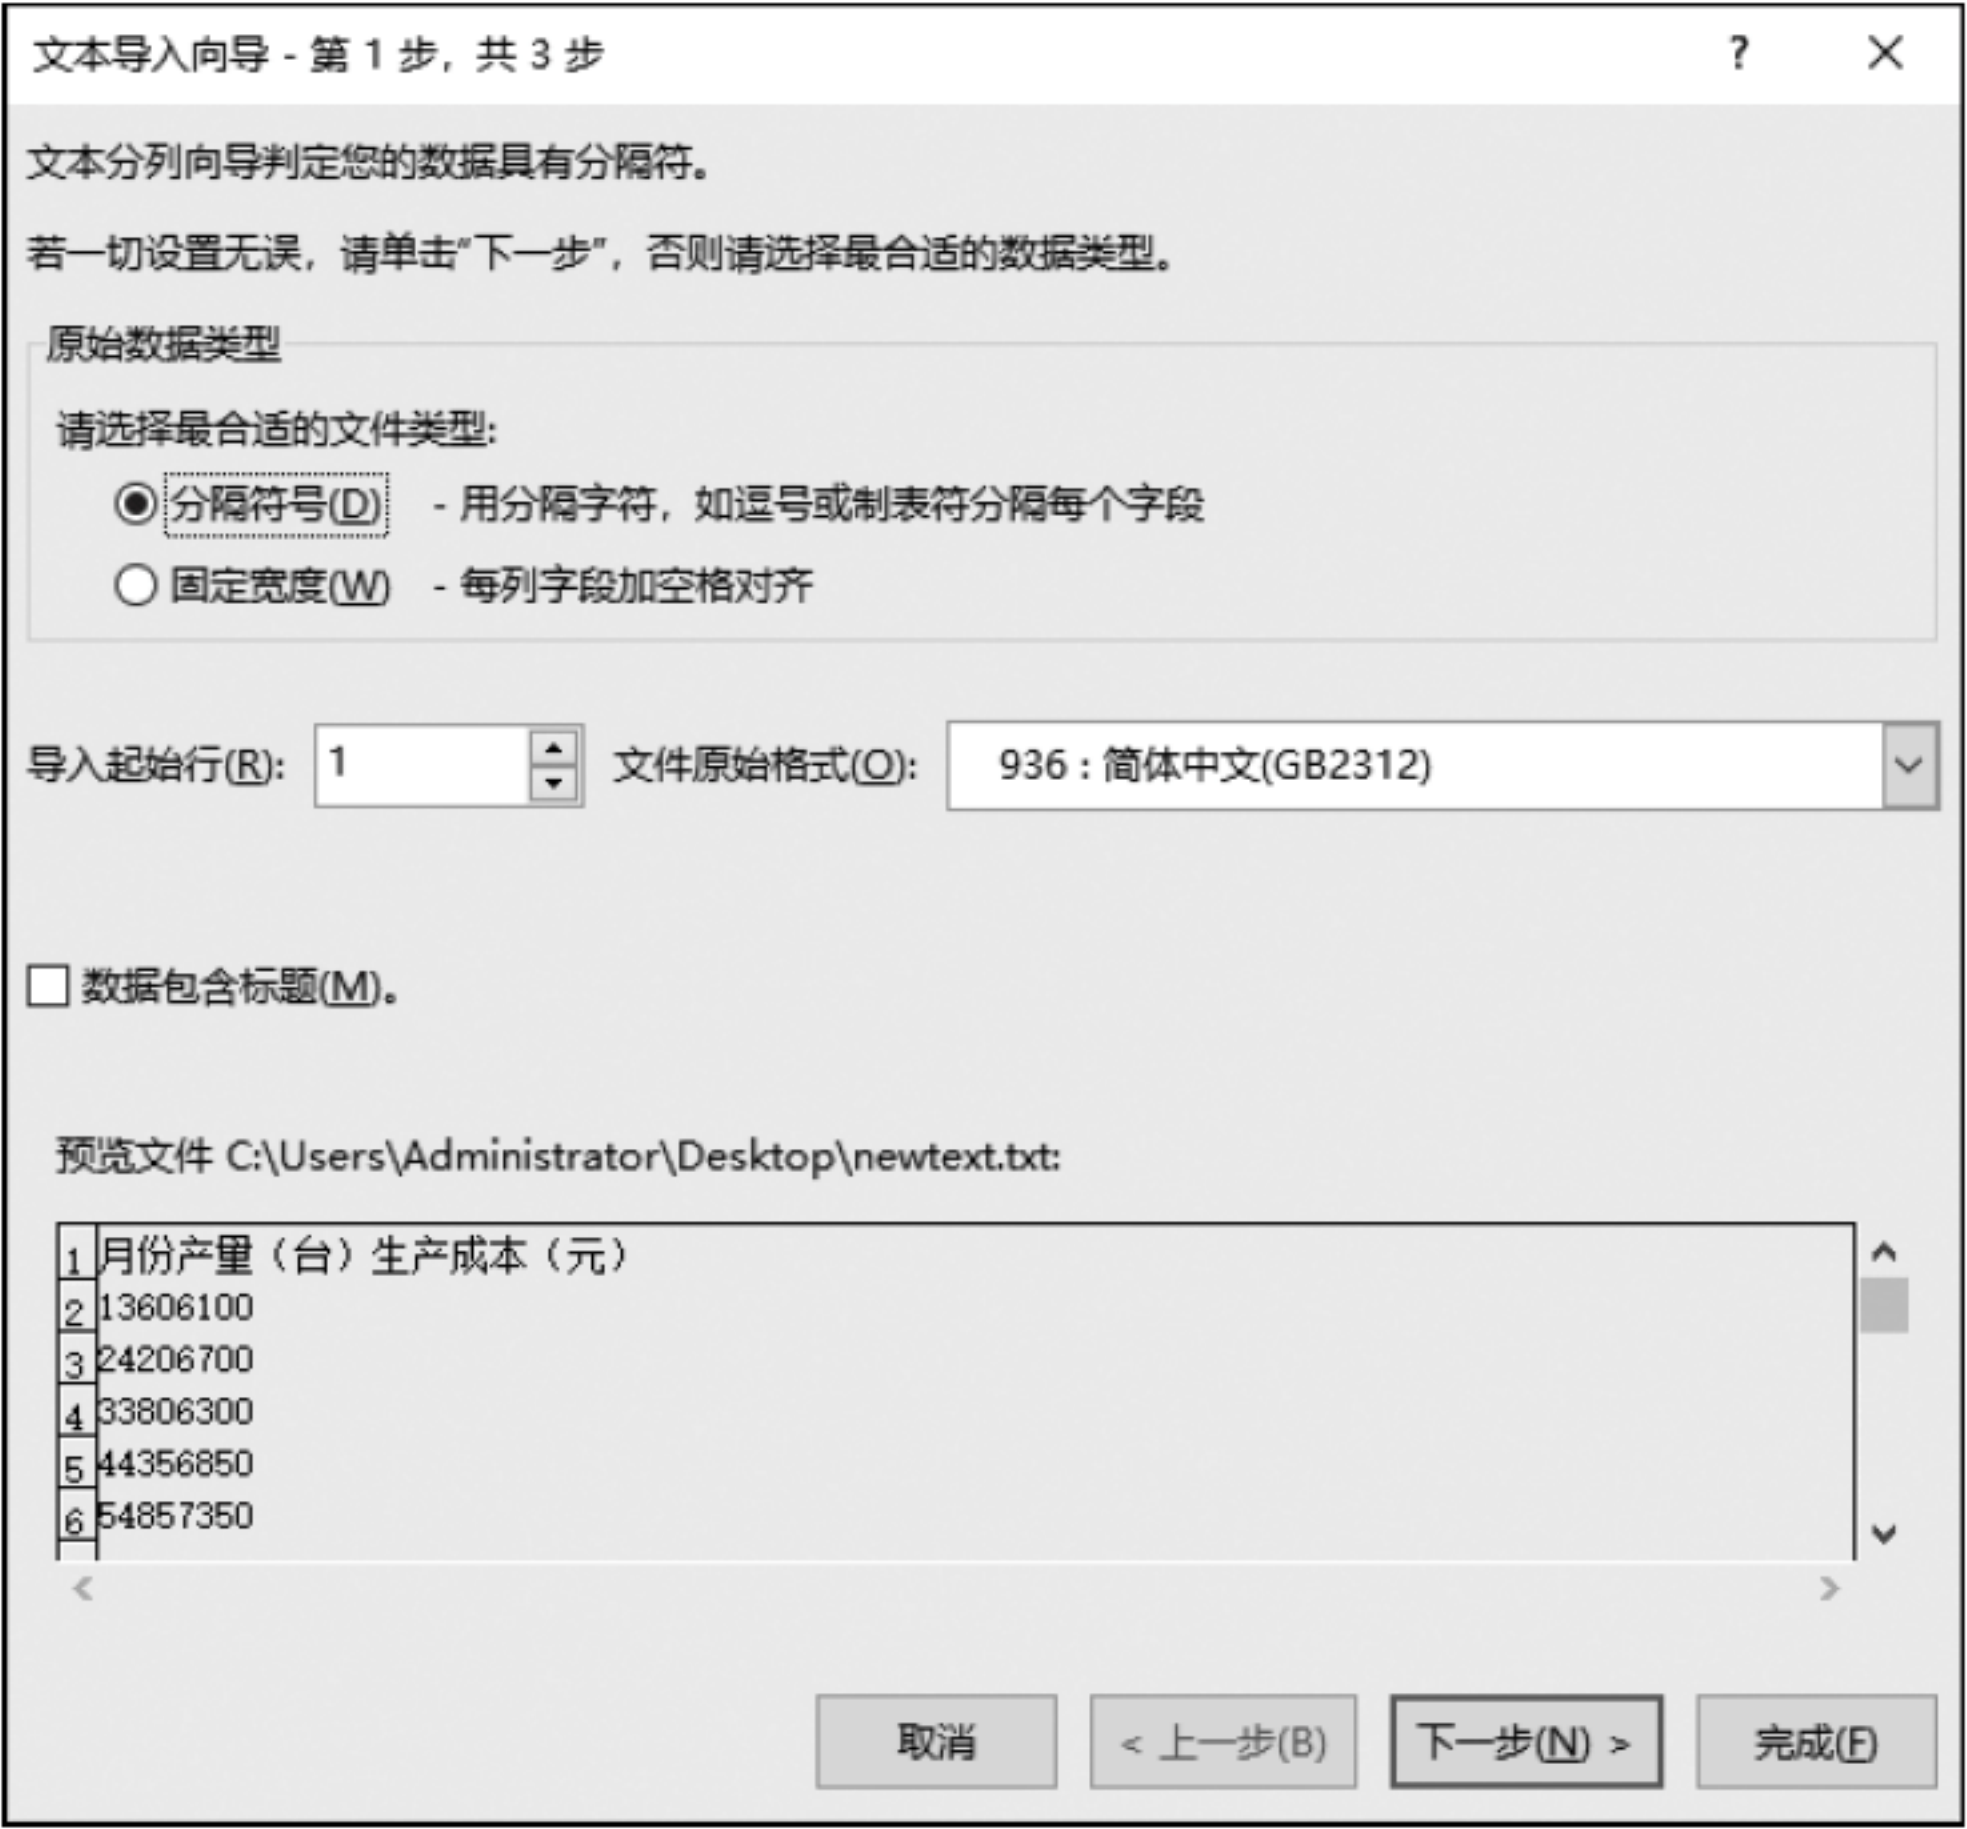 文本导入向导 - 第 1 步，共 3 步
? ×
文本分列向导判定您的数据具有分隔符。
若一切设置无误，请单击“下一步”，否则请选择最合适的数据类型。
原始数据类型
请选择最合适的文件类型:
分隔符号(D) - 用分隔字符，如逗号或制表符分隔每个字段
固定宽度(W) - 每列字段加空格对齐
导入起始行(R): 1 文件原始格式(O): 936 : 简体中文(GB2312)
数据包含标题(M)。
预览文件 C:\Users\Administrator\Desktop\newtext.txt:
1 月份产量（台）生产成本（元）
2 13606100
3 24206700
4 33806300
5 44356850
6 54857350
取消 < 上一步(B) 下一步(N) > 完成(F)